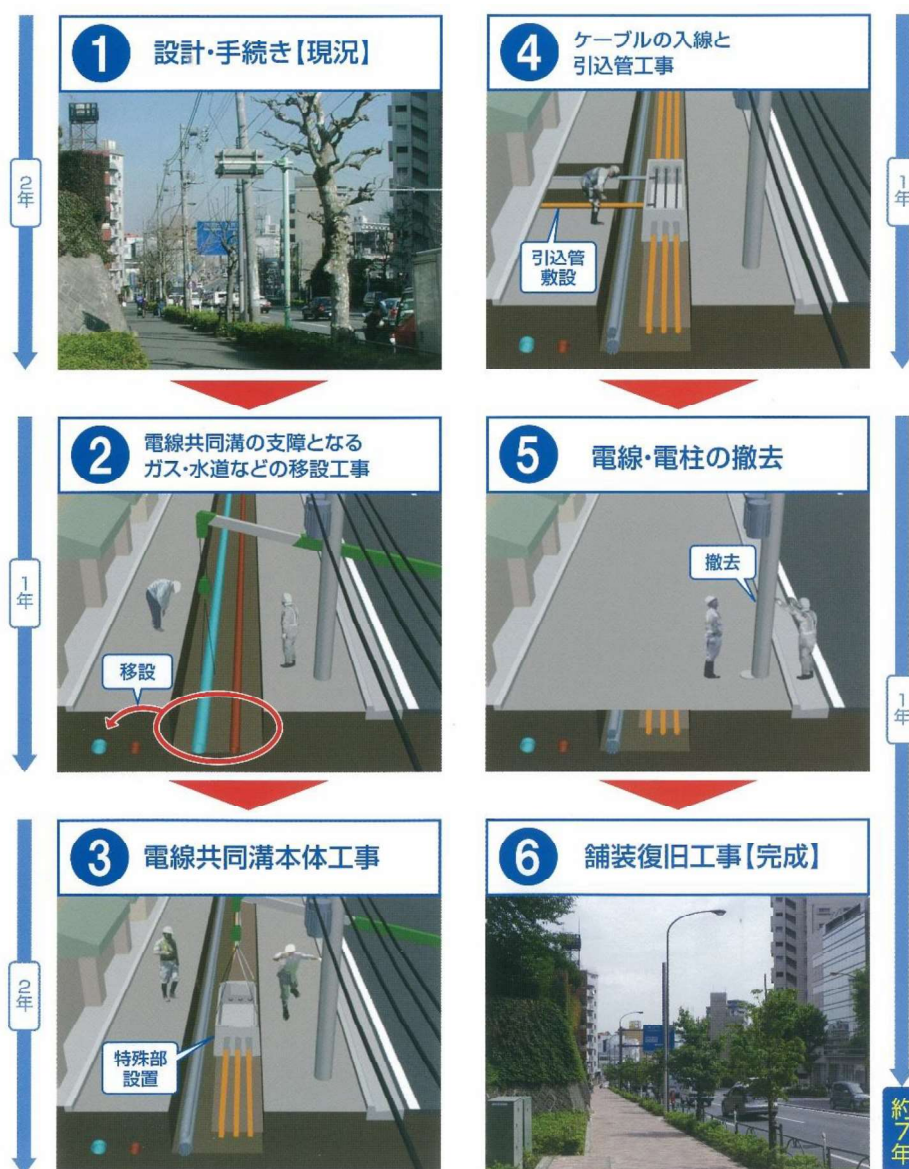 1
設計・手続き【現況】
2年
2
電線共同溝の支障となる
ガス・水道などの移設工事
移設
1年
3
電線共同溝本体工事
特殊部
設置
2年
4
ケーブルの入線と
引込管工事
引込管
敷設
1年
5
電線・電柱の撤去
撤去
1年
6
舗装復旧工事【完成】
約7年